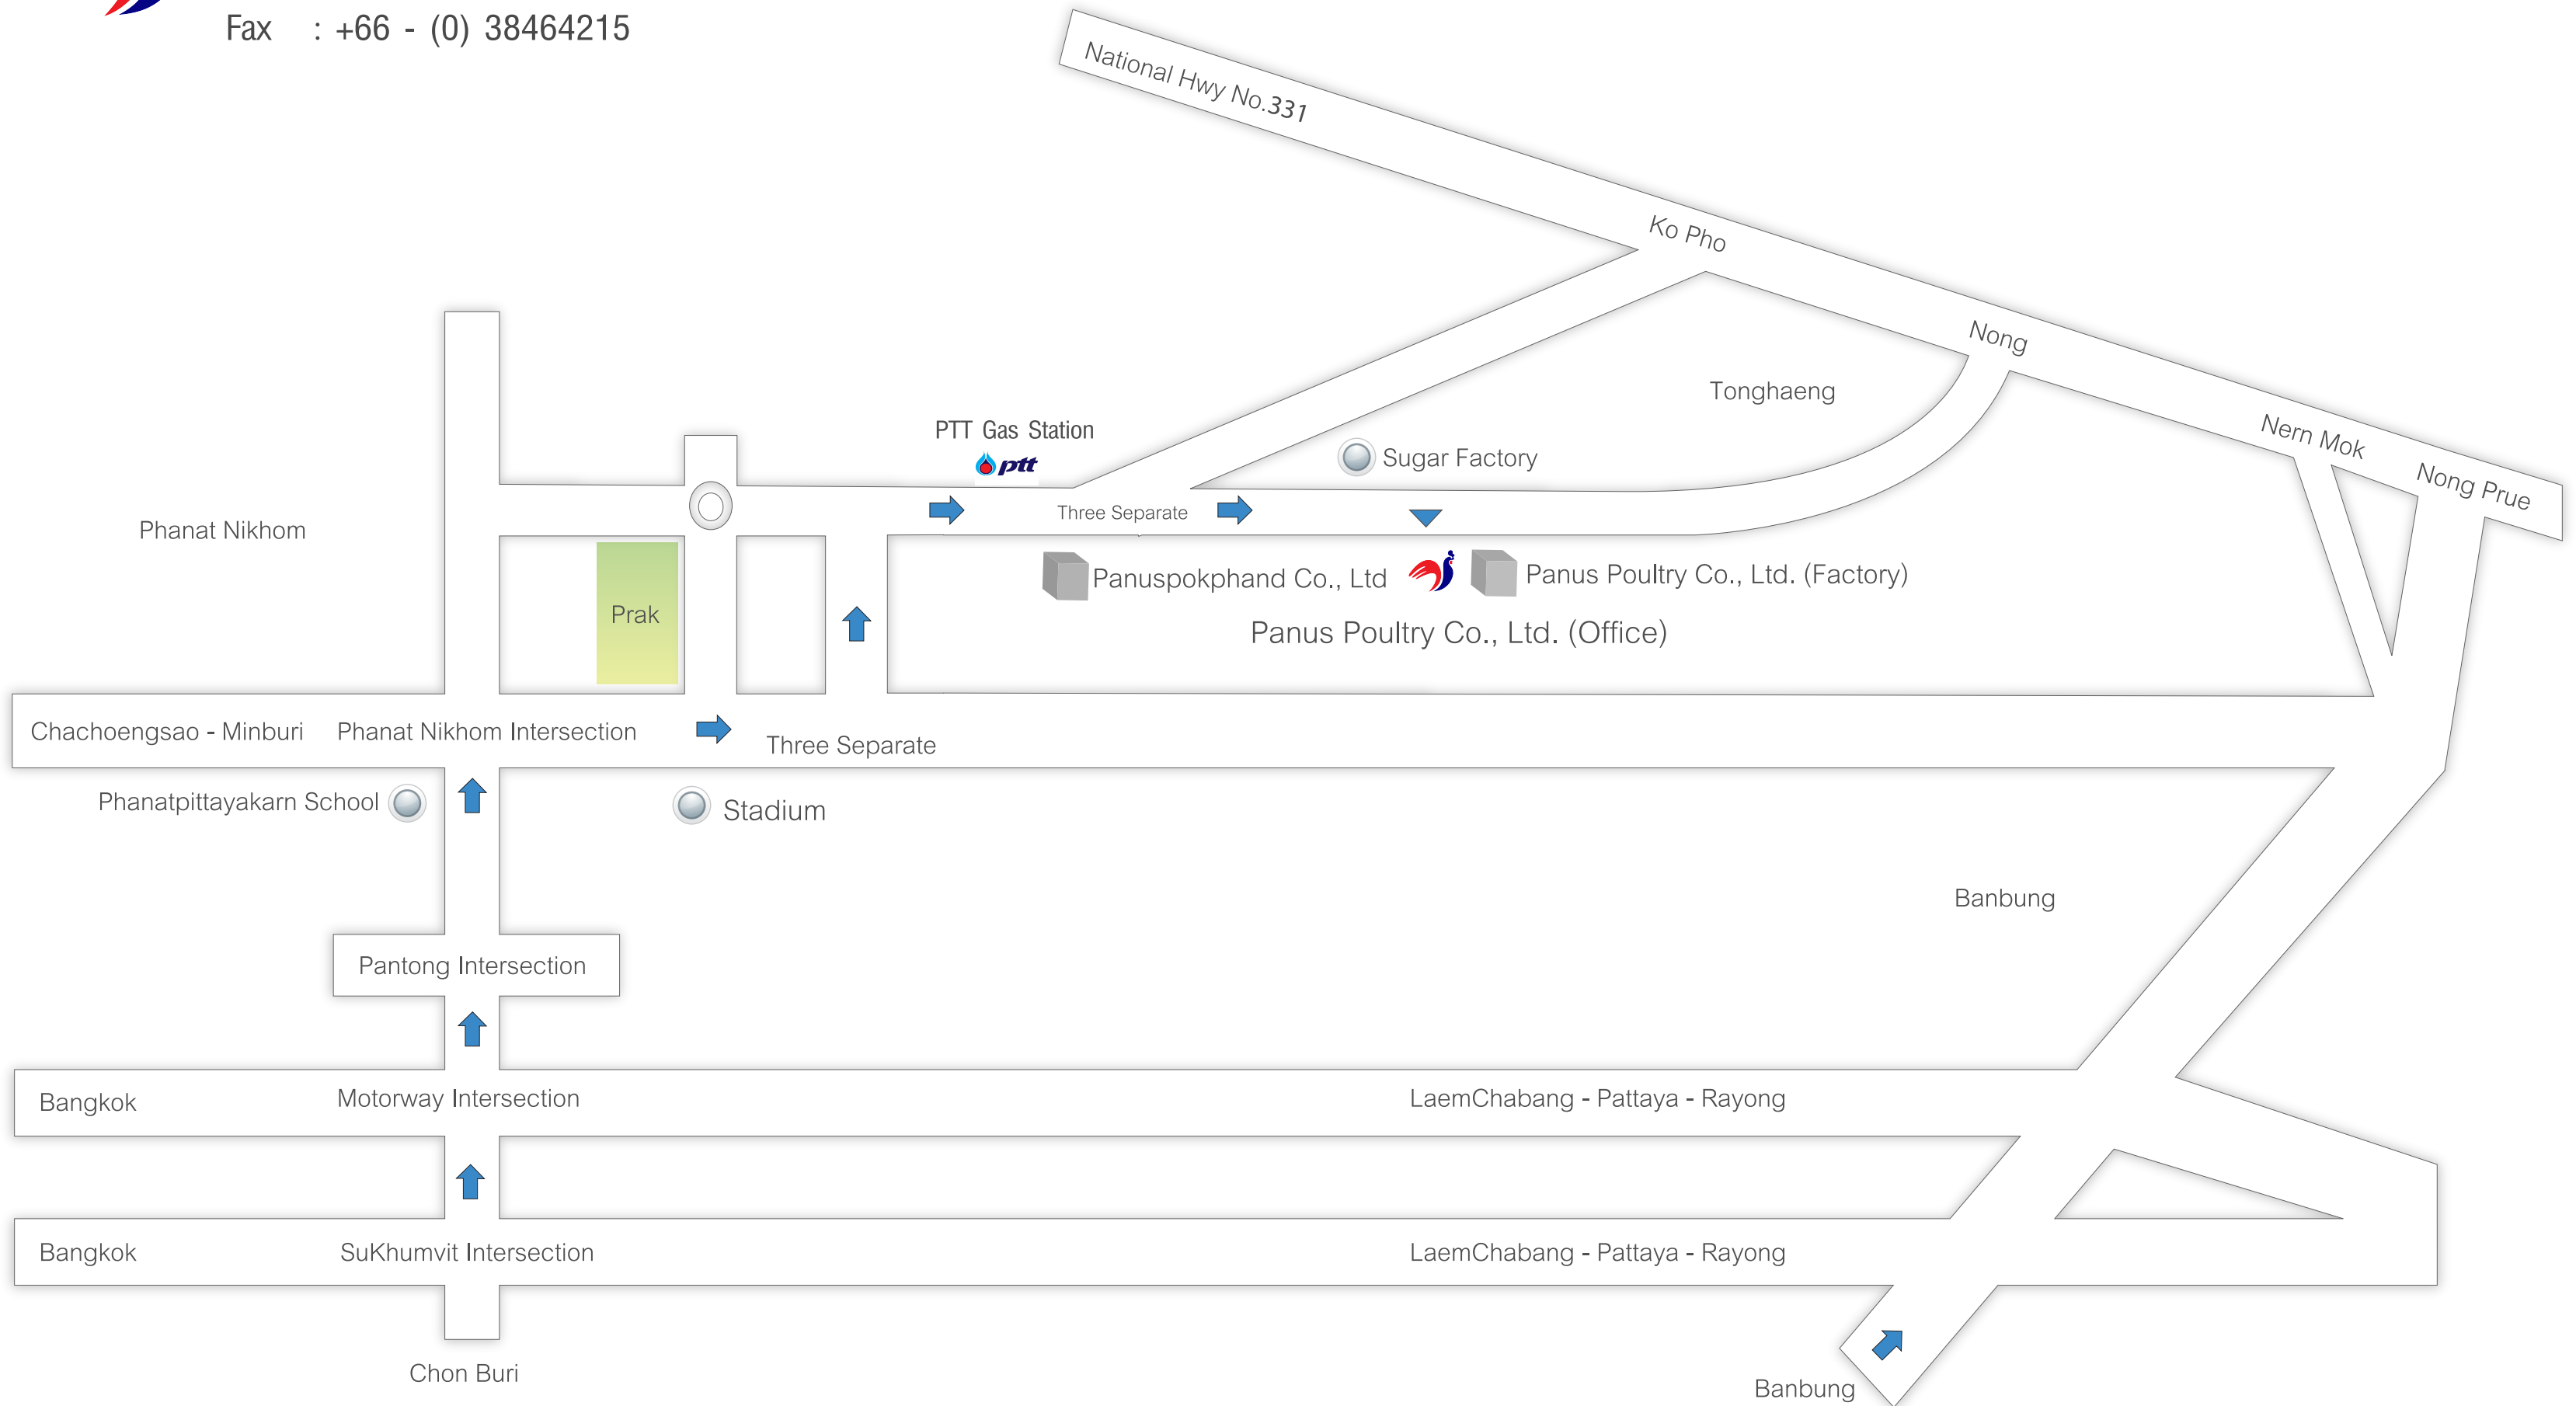 Fax : +66 - (0) 38464215
National Hwy No.331
Ko Pho
Nong
Tonghaeng
Nern Mok
Nong Prue
PTT Gas Station
ptt
Sugar Factory
Three Separate
Phanat Nikhom
Panuspokphand Co., Ltd
Panus Poultry Co., Ltd. (Factory)
Prak
Panus Poultry Co., Ltd. (Office)
Chachoengsao - Minburi
Phanat Nikhom Intersection
Three Separate
Phanatpittayakarn School
Stadium
Banbung
Pantong Intersection
Bangkok
Motorway Intersection
LaemChabang - Pattaya - Rayong
Bangkok
SuKhumvit Intersection
LaemChabang - Pattaya - Rayong
Chon Buri
Banbung